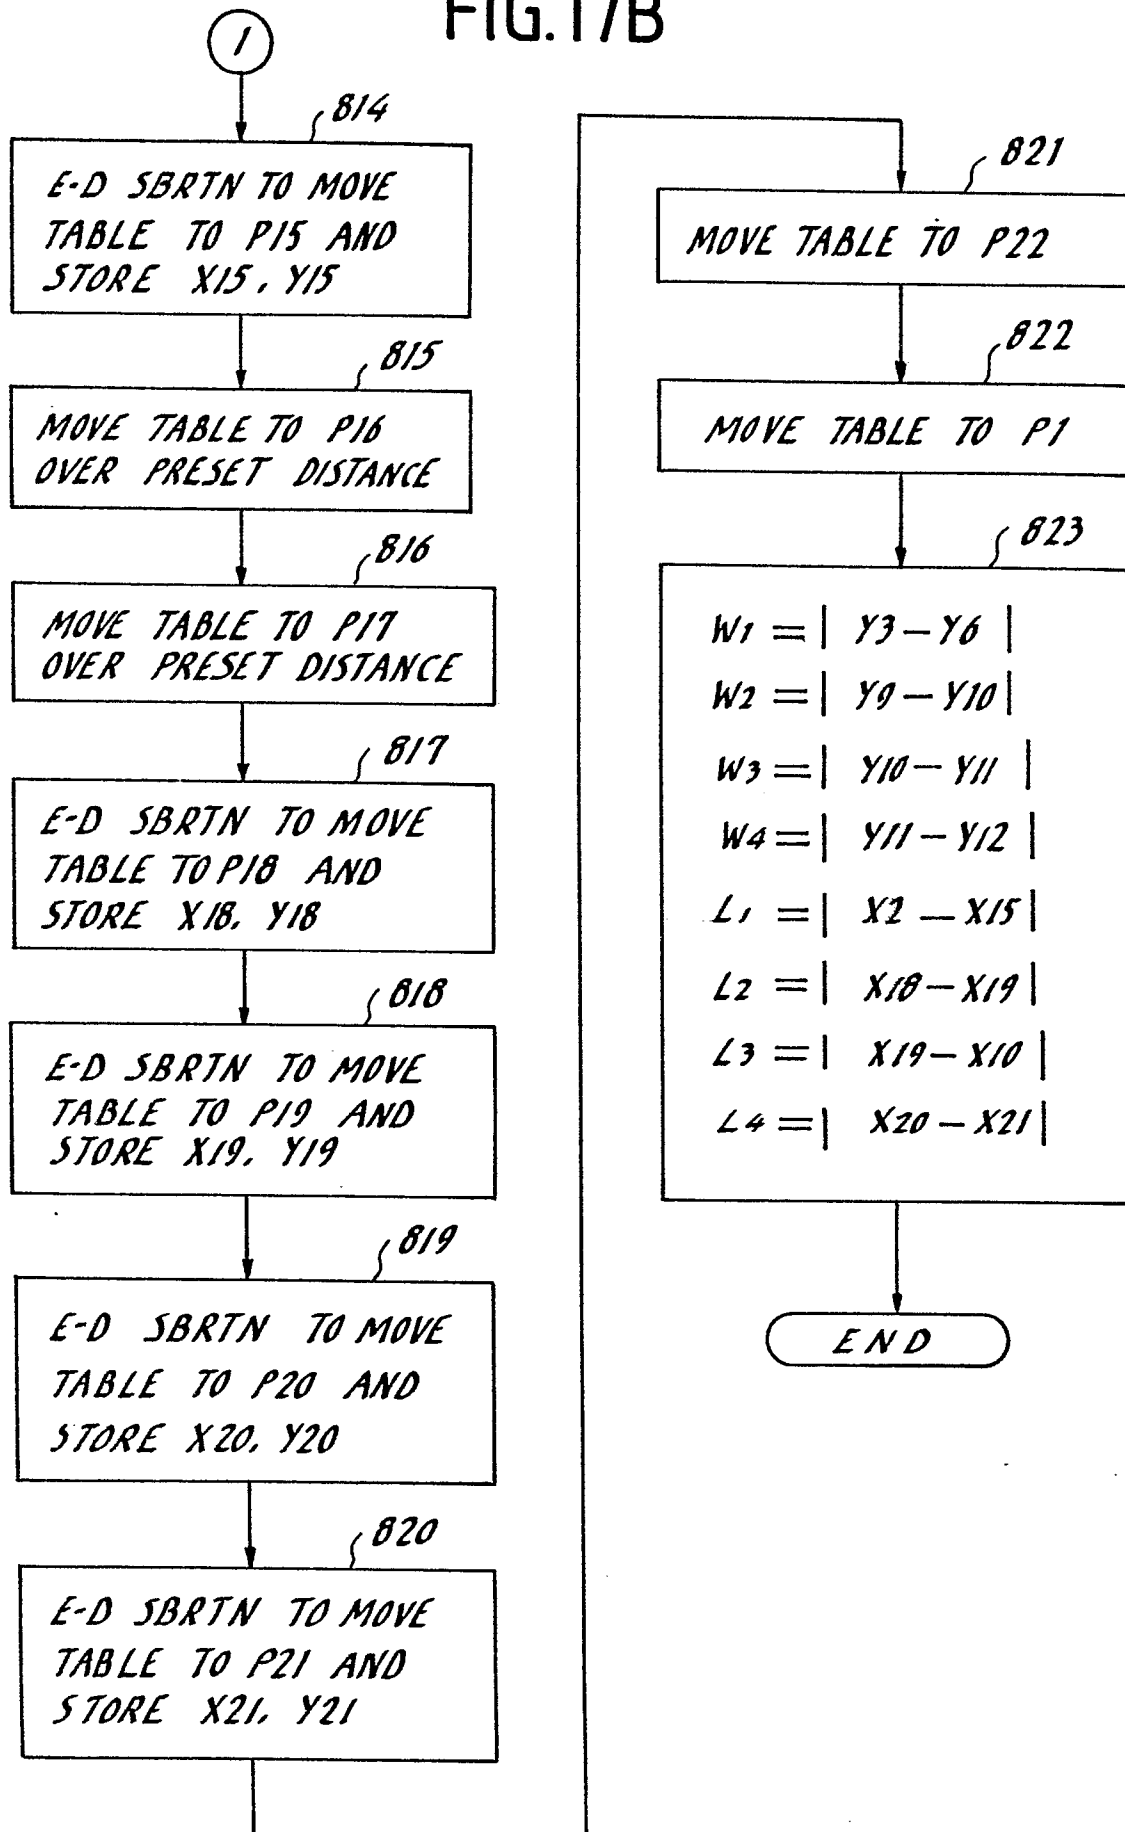 FIG. 17B
1
814
E-D SBRTN TO MOVE
TABLE TO P15 AND
STORE X15, Y15
815
MOVE TABLE TO P16
OVER PRESET DISTANCE
816
MOVE TABLE TO P17
OVER PRESET DISTANCE
817
E-D SBRTN TO MOVE
TABLE TO P18 AND
STORE X18, Y18
818
E-D SBRTN TO MOVE
TABLE TO P19 AND
STORE X19, Y19
819
E-D SBRTN TO MOVE
TABLE TO P20 AND
STORE X20, Y20
820
E-D SBRTN TO MOVE
TABLE TO P21 AND
STORE X21, Y21
821
MOVE TABLE TO P22
822
MOVE TABLE TO P1
823
W1 = | Y3 - Y6 |
W2 = | Y9 - Y10 |
W3 = | Y10 - Y11 |
W4 = | Y11 - Y12 |
L1 = | X2 - X15 |
L2 = | X18 - X19 |
L3 = | X19 - X10 |
L4 = | X20 - X21 |
END